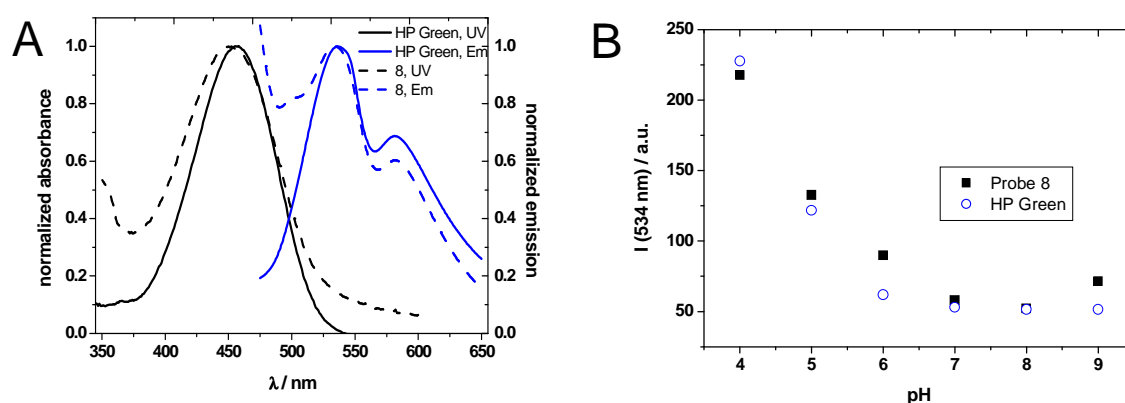 A
normalized absorbance
1.0
0.8
0.6
0.4
0.2
0.0
HP Green, UV
HP Green, Em
8, UV
8, Em
1.0
0.8
0.6
0.4
0.2
0.0
normalized emission
350 400 450 500 550 600 650
λ / nm
B
I (534 nm) / a.u.
250
200
150
100
50
Probe 8
HP Green
4 5 6 7 8 9
pH